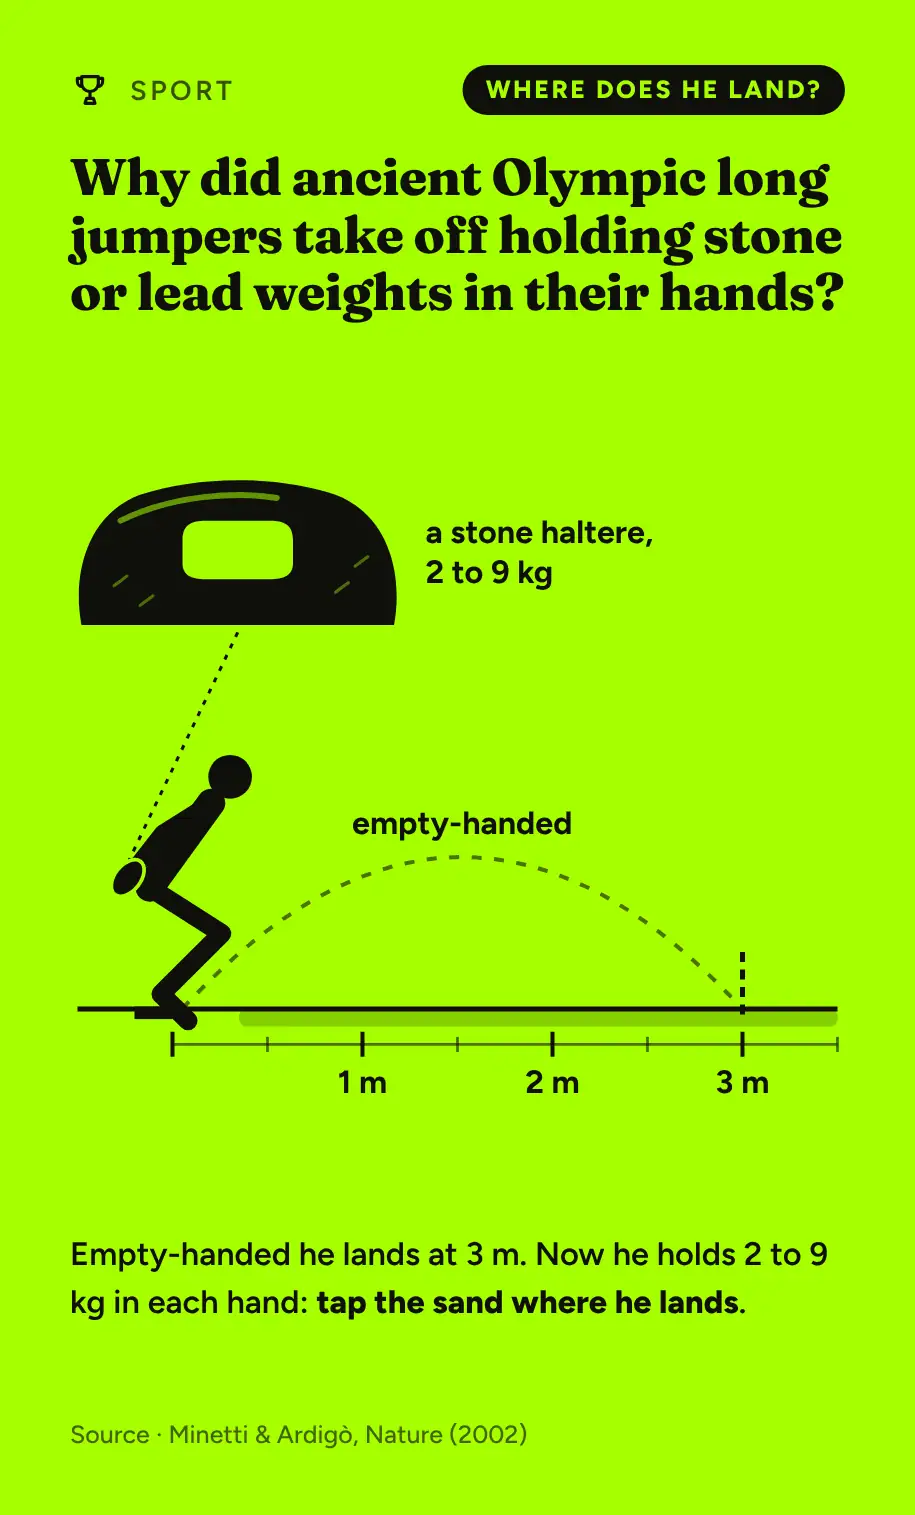 SPORT
WHERE DOES HE LAND?
Why did ancient Olympic long
jumpers take off holding stone
or lead weights in their hands?
a stone haltere,
2 to 9 kg
empty-handed
1 m
2 m
3 m
Empty-handed he lands at 3 m. Now he holds 2 to 9
kg in each hand: tap the sand where he lands.
Source · Minetti & Ardigò, Nature (2002)